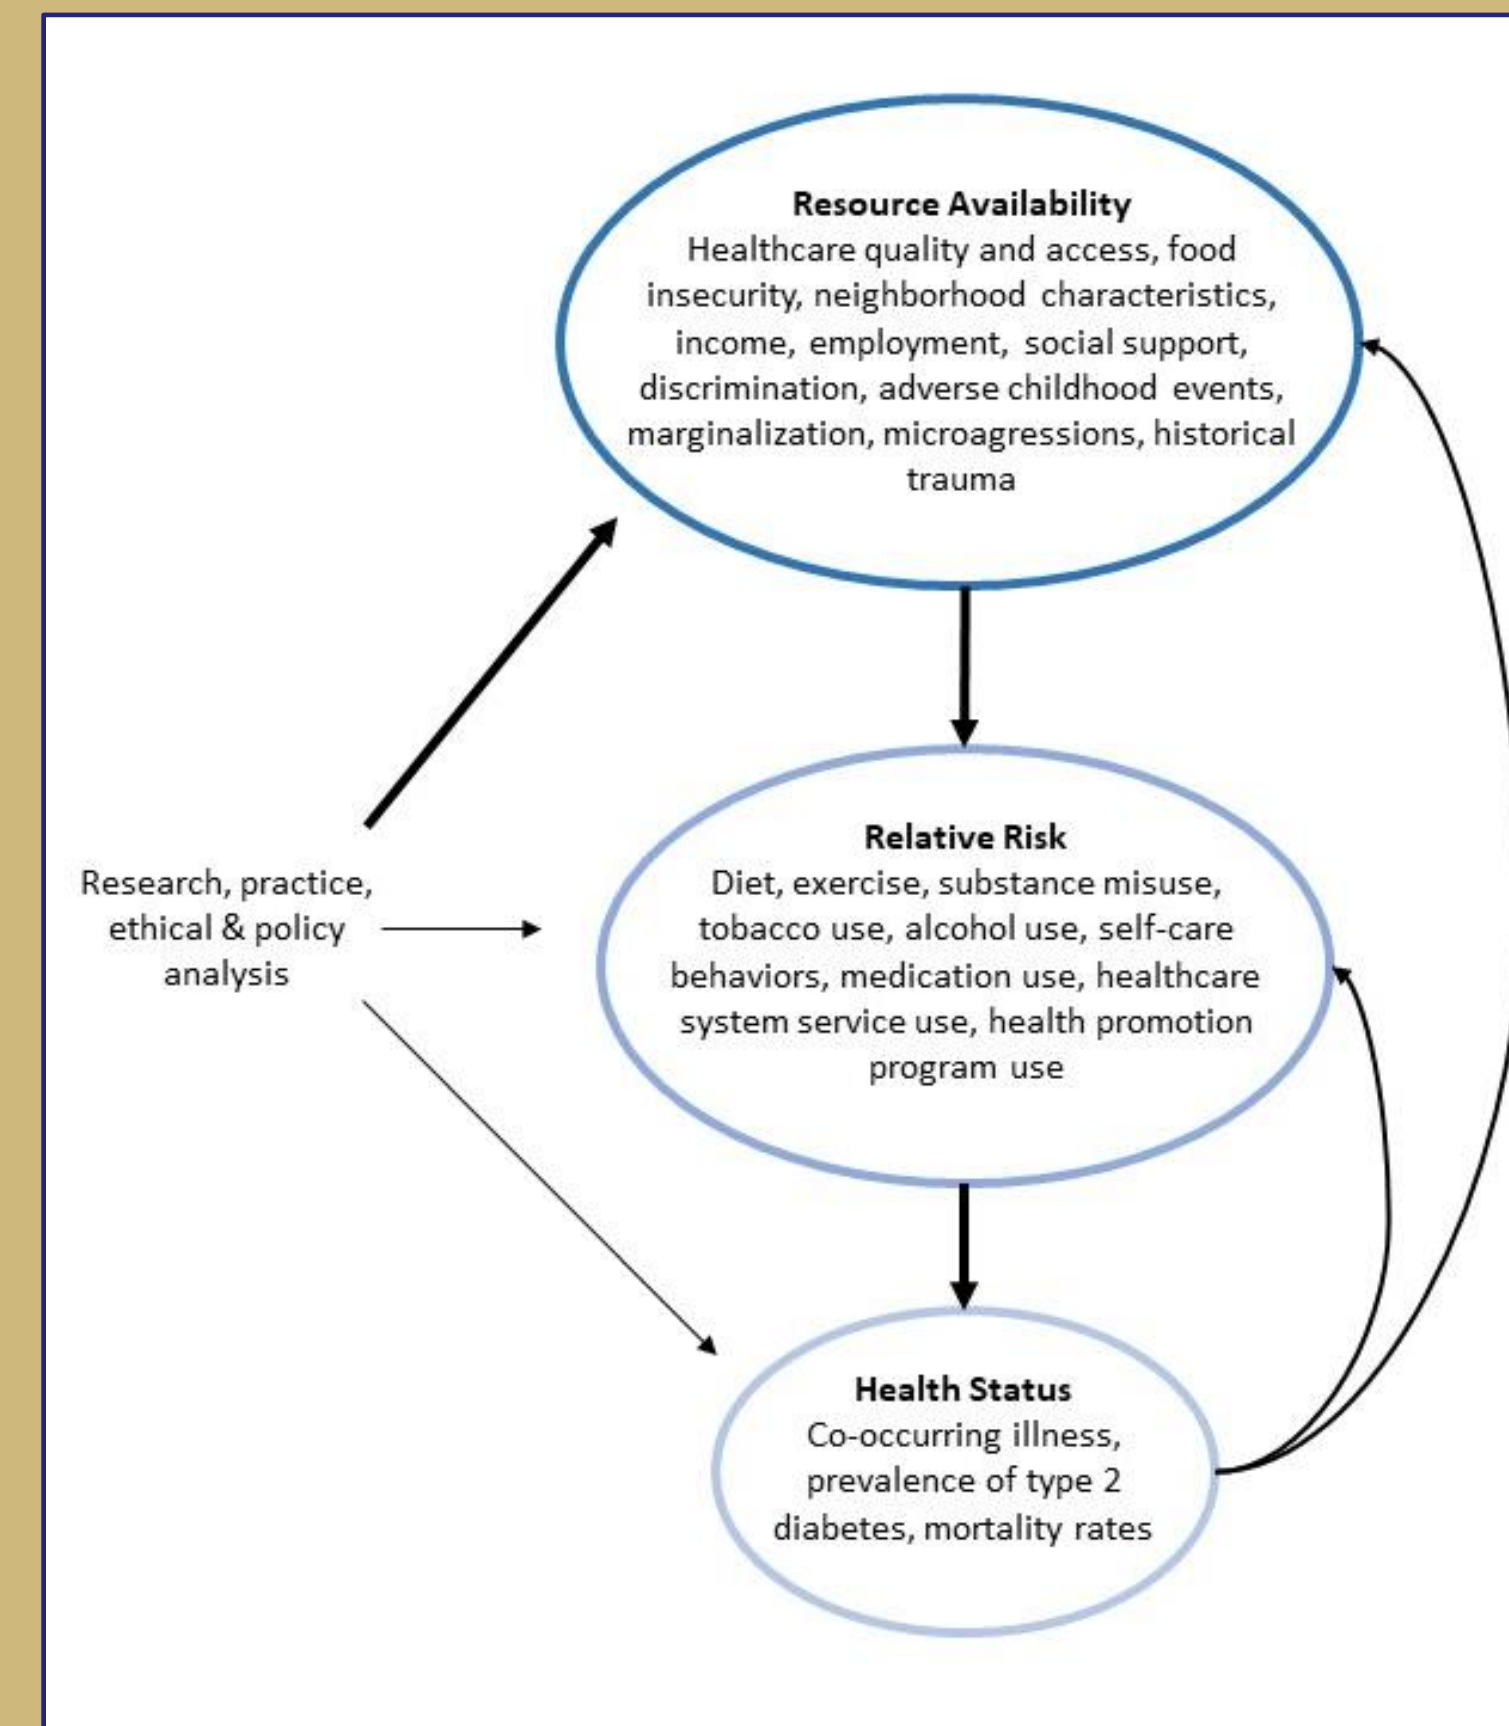 Resource Availability
Healthcare quality and access, food
insecurity, neighborhood characteristics,
income, employment, social support,
discrimination, adverse childhood events,
marginalization, microagressions, historical
trauma
Relative Risk
Diet, exercise, substance misuse,
tobacco use, alcohol use, self-care
behaviors, medication use, healthcare
system service use, health promotion
program use
Research, practice,
ethical & policy
analysis
Health Status
Co-occurring illness,
prevalence of type 2
diabetes, mortality rates